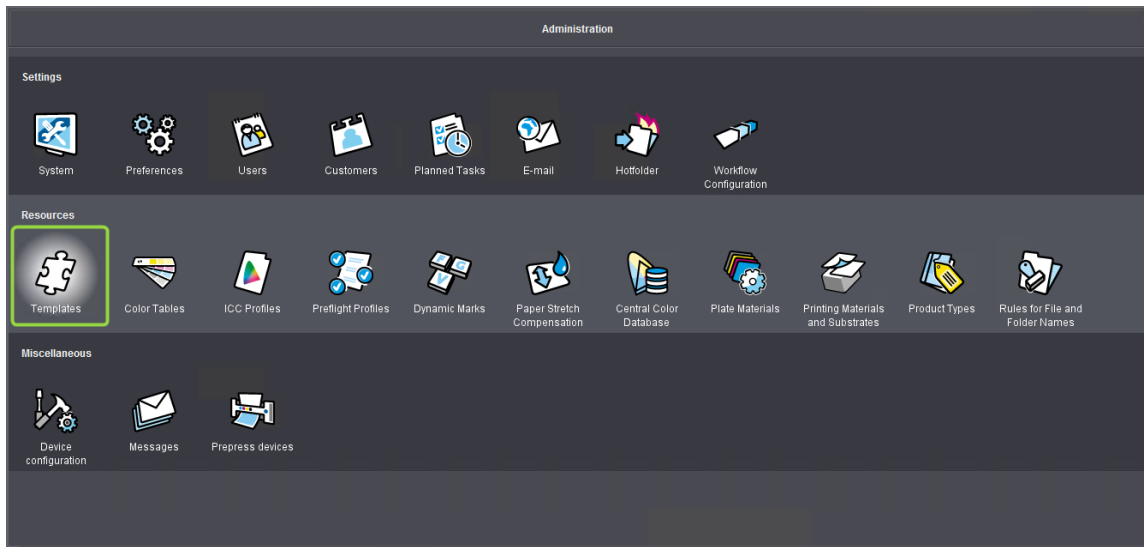 Administration
Settings
System Preferences Users Customers Planned Tasks E-mail Hotfolder Workflow
Configuration
Resources
Templates Color Tables ICC Profiles Preflight Profiles Dynamic Marks Paper Stretch Central Color Plate Materials Printing Materials Product Types Rules for File and
Compensation Database and Substrates Folder Names
Miscellaneous
Device Messages Prepress devices
configuration